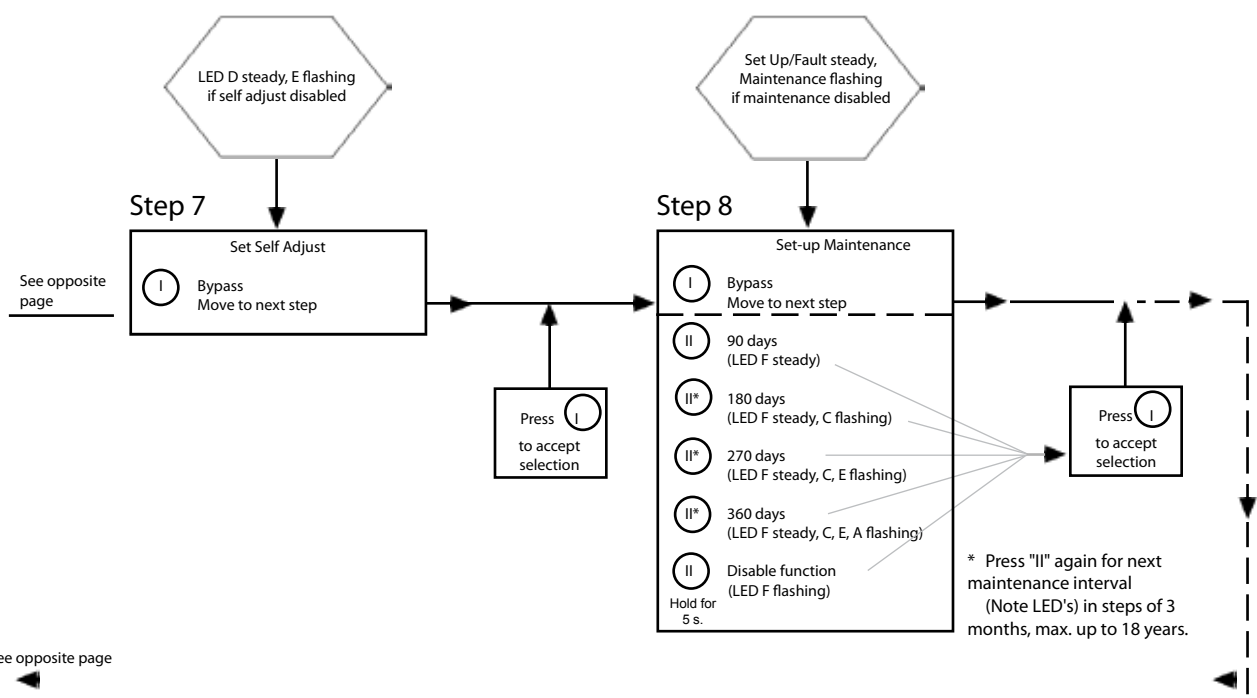 LED D steady, E flashing
if self adjust disabled
Set Up/Fault steady,
Maintenance flashing
if maintenance disabled
Step 7
Set Self Adjust
I
Bypass
Move to next step
See opposite
page
Press I
to accept
selection
Step 8
Set-up Maintenance
I
Bypass
Move to next step
II
90 days
(LED F steady)
II*
180 days
(LED F steady, C flashing)
II*
270 days
(LED F steady, C, E flashing)
II*
360 days
(LED F steady, C, E, A flashing)
II
Disable function
(LED F flashing)
Hold for
5 s.
Press I
to accept
selection
* Press "II" again for next
maintenance interval
(Note LED's) in steps of 3
months, max. up to 18 years.
ee opposite page